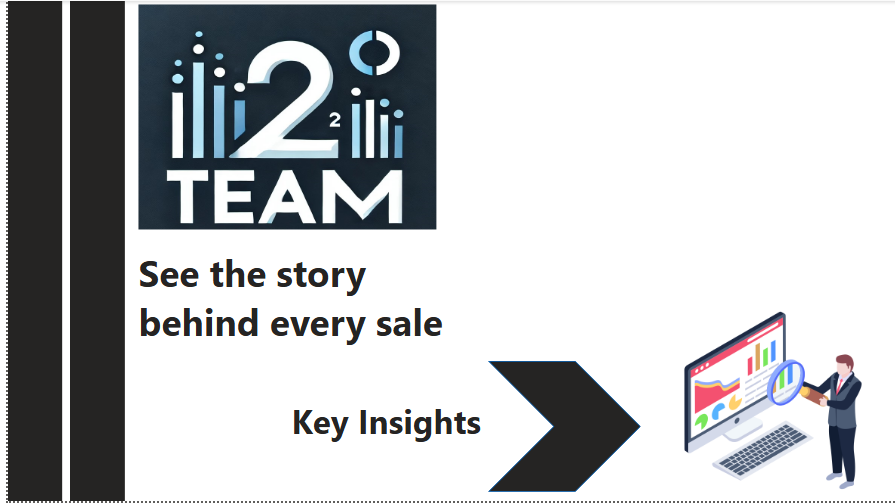 2
2
TEAM
See the story
behind every sale
Key Insights